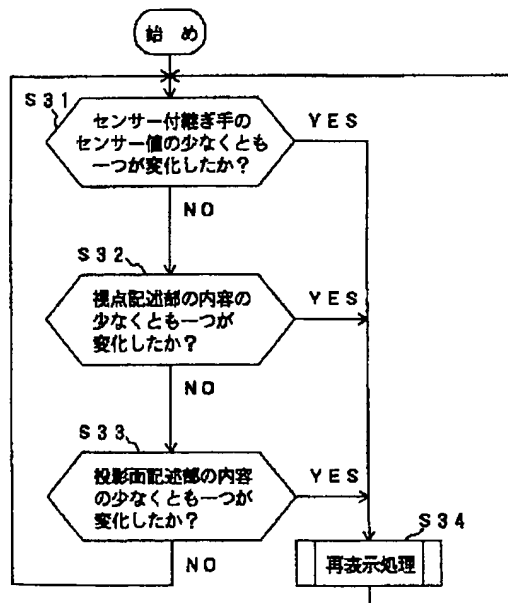 始 め
S31
センサー付継ぎ手の
センサー値の少なくとも
一つが変化したか?
YES
NO
S32
視点記述部の内容の
少なくとも一つが
変化したか?
YES
NO
S33
投影面記述部の内容
の少なくとも一つが
変化したか?
YES
NO
S34
再表示処理